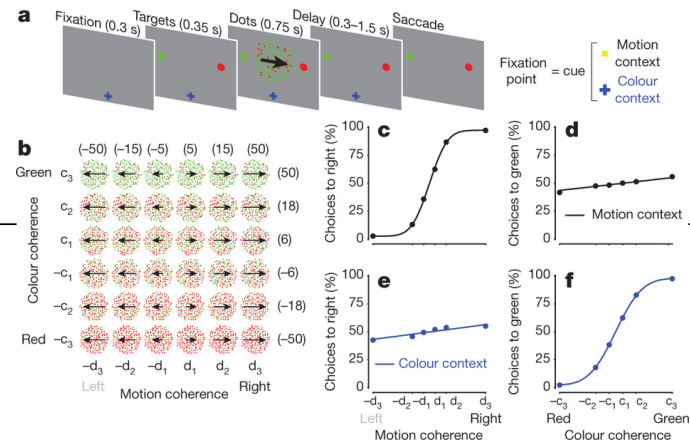 a
Fixation (0.3 s)
Targets (0.35 s)
Dots (0.75 s)
Delay (0.3–1.5 s)
Saccade
Fixation
point
= cue
Motion
context
Colour
context
b
(−50) (−15) (−5) (5) (15) (50)
Green c3 (50)
c2 (18)
c1 (6)
−c1 (−6)
−c2 (−18)
Red −c3 (−50)
Colour coherence
−d3 −d2 −d1 d1 d2 d3
Left Right
Motion coherence
c
Choices to right (%)
100
75
50
25
0
d
Choices to green (%)
100
75
50
25
0
Motion context
e
Choices to right (%)
100
75
50
25
0
Colour context
−d3 −d2 −d1 d1 d2 d3
Left Right
Motion coherence
f
Choices to green (%)
100
75
50
25
0
−c3 −c2 −c1 c1 c2 c3
Red Green
Colour coherence